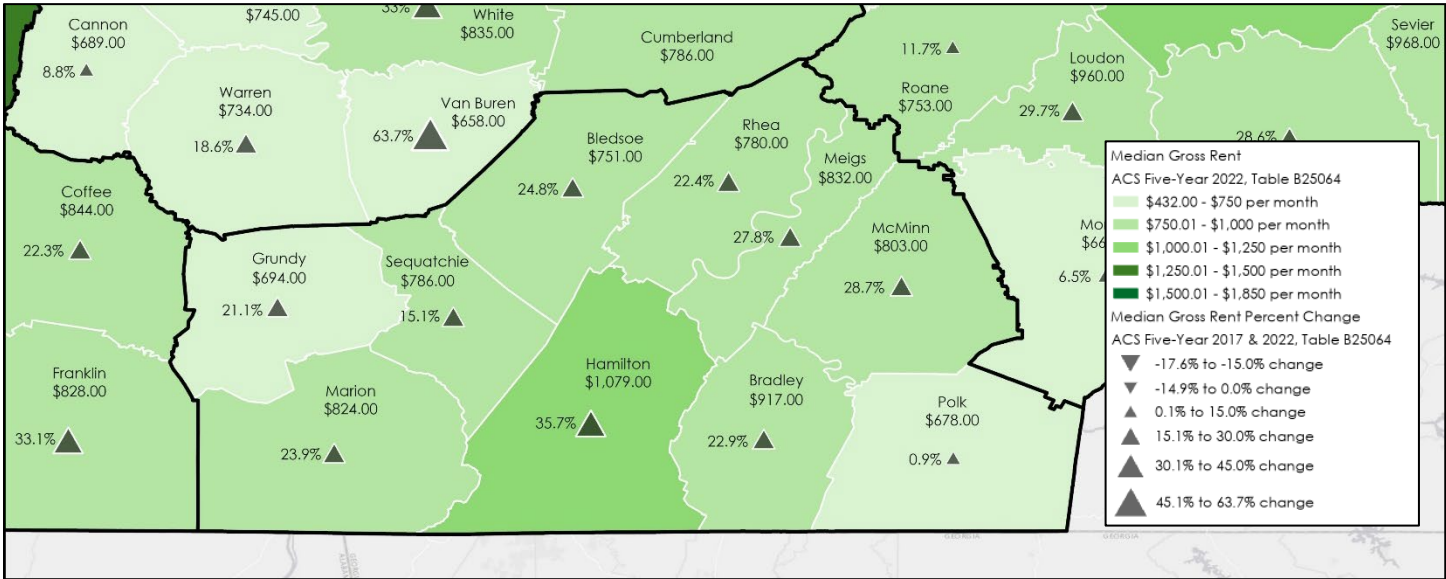 $745.00
33%
White
$835.00
Cannon
$689.00
8.8%
Cumberland
$786.00
Sevier
$968.00
11.7%
Roane
$753.00
Loudon
$960.00
29.7%
28.6%
Warren
$734.00
18.6%
Van Buren
$658.00
63.7%
Bledsoe
$751.00
24.8%
Rhea
$780.00
22.4%
Meigs
$832.00
27.8%
McMinn
$803.00
28.7%
6.5%
Coffee
$844.00
22.3%
Grundy
$694.00
21.1%
Sequatchie
$786.00
15.1%
Franklin
$828.00
33.1%
Marion
$824.00
23.9%
Hamilton
$1,079.00
35.7%
Bradley
$917.00
22.9%
Polk
$678.00
0.9%
Median Gross Rent
ACS Five-Year 2022, Table B25064
$432.00 - $750 per month
$750.01 - $1,000 per month
$1,000.01 - $1,250 per month
$1,250.01 - $1,500 per month
$1,500.01 - $1,850 per month
Median Gross Rent Percent Change
ACS Five-Year 2017 & 2022, Table B25064
-17.6% to -15.0% change
-14.9% to 0.0% change
0.1% to 15.0% change
15.1% to 30.0% change
30.1% to 45.0% change
45.1% to 63.7% change
GEORGIA
GEORGIA